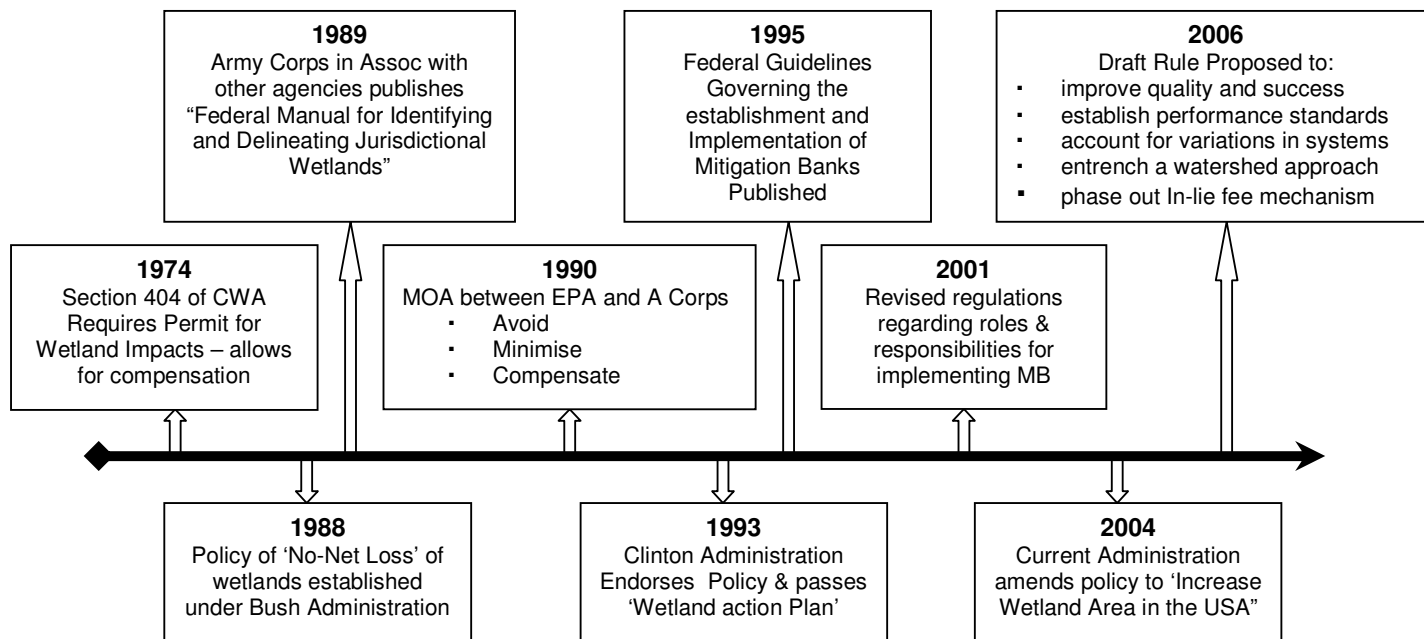 1989
Army Corps in Assoc with
other agencies publishes
“Federal Manual for Identifying
and Delineating Jurisdictional
Wetlands”
1995
Federal Guidelines
Governing the
establishment and
Implementation of
Mitigation Banks
Published
2006
Draft Rule Proposed to:
▪ improve quality and success
▪ establish performance standards
▪ account for variations in systems
▪ entrench a watershed approach
▪ phase out In-lie fee mechanism
1974
Section 404 of CWA
Requires Permit for
Wetland Impacts – allows
for compensation
1990
MOA between EPA and A Corps
▪ Avoid
▪ Minimise
▪ Compensate
2001
Revised regulations
regarding roles &
responsibilities for
implementing MB
1988
Policy of ‘No-Net Loss’ of
wetlands established
under Bush Administration
1993
Clinton Administration
Endorses Policy & passes
‘Wetland action Plan’
2004
Current Administration
amends policy to ‘Increase
Wetland Area in the USA”